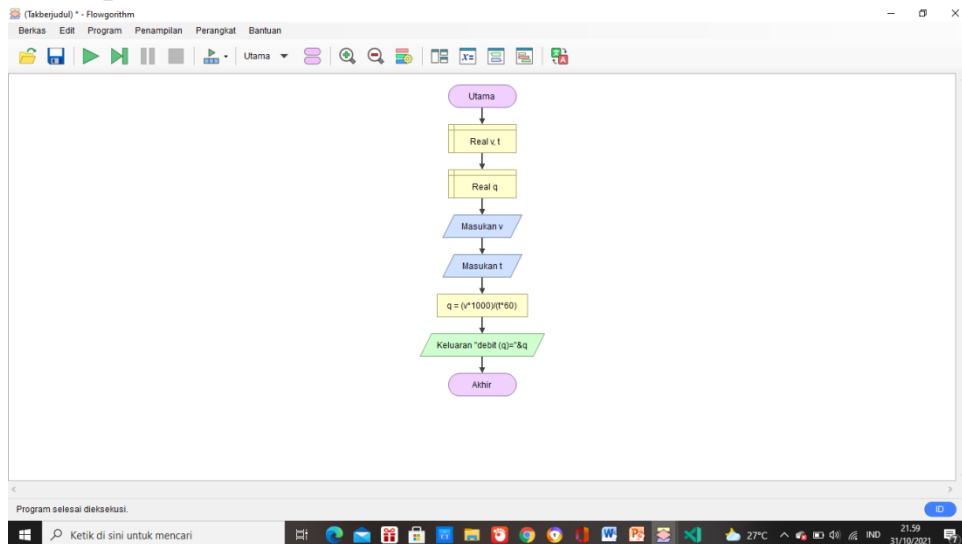 (Takberjudul) * - Flowgorithm
Berkas Edit Program Penampilan Perangkat Bantuan
Utama
Utama
Real v, t
Real q
Masukan v
Masukan t
q = (v*1000)/(t*60)
Keluaran "debit (q)="&q
Akhir
Program selesai dieksekusi.
ID
Ketik di sini untuk mencari
27°C
IND
21.59
31/10/2021